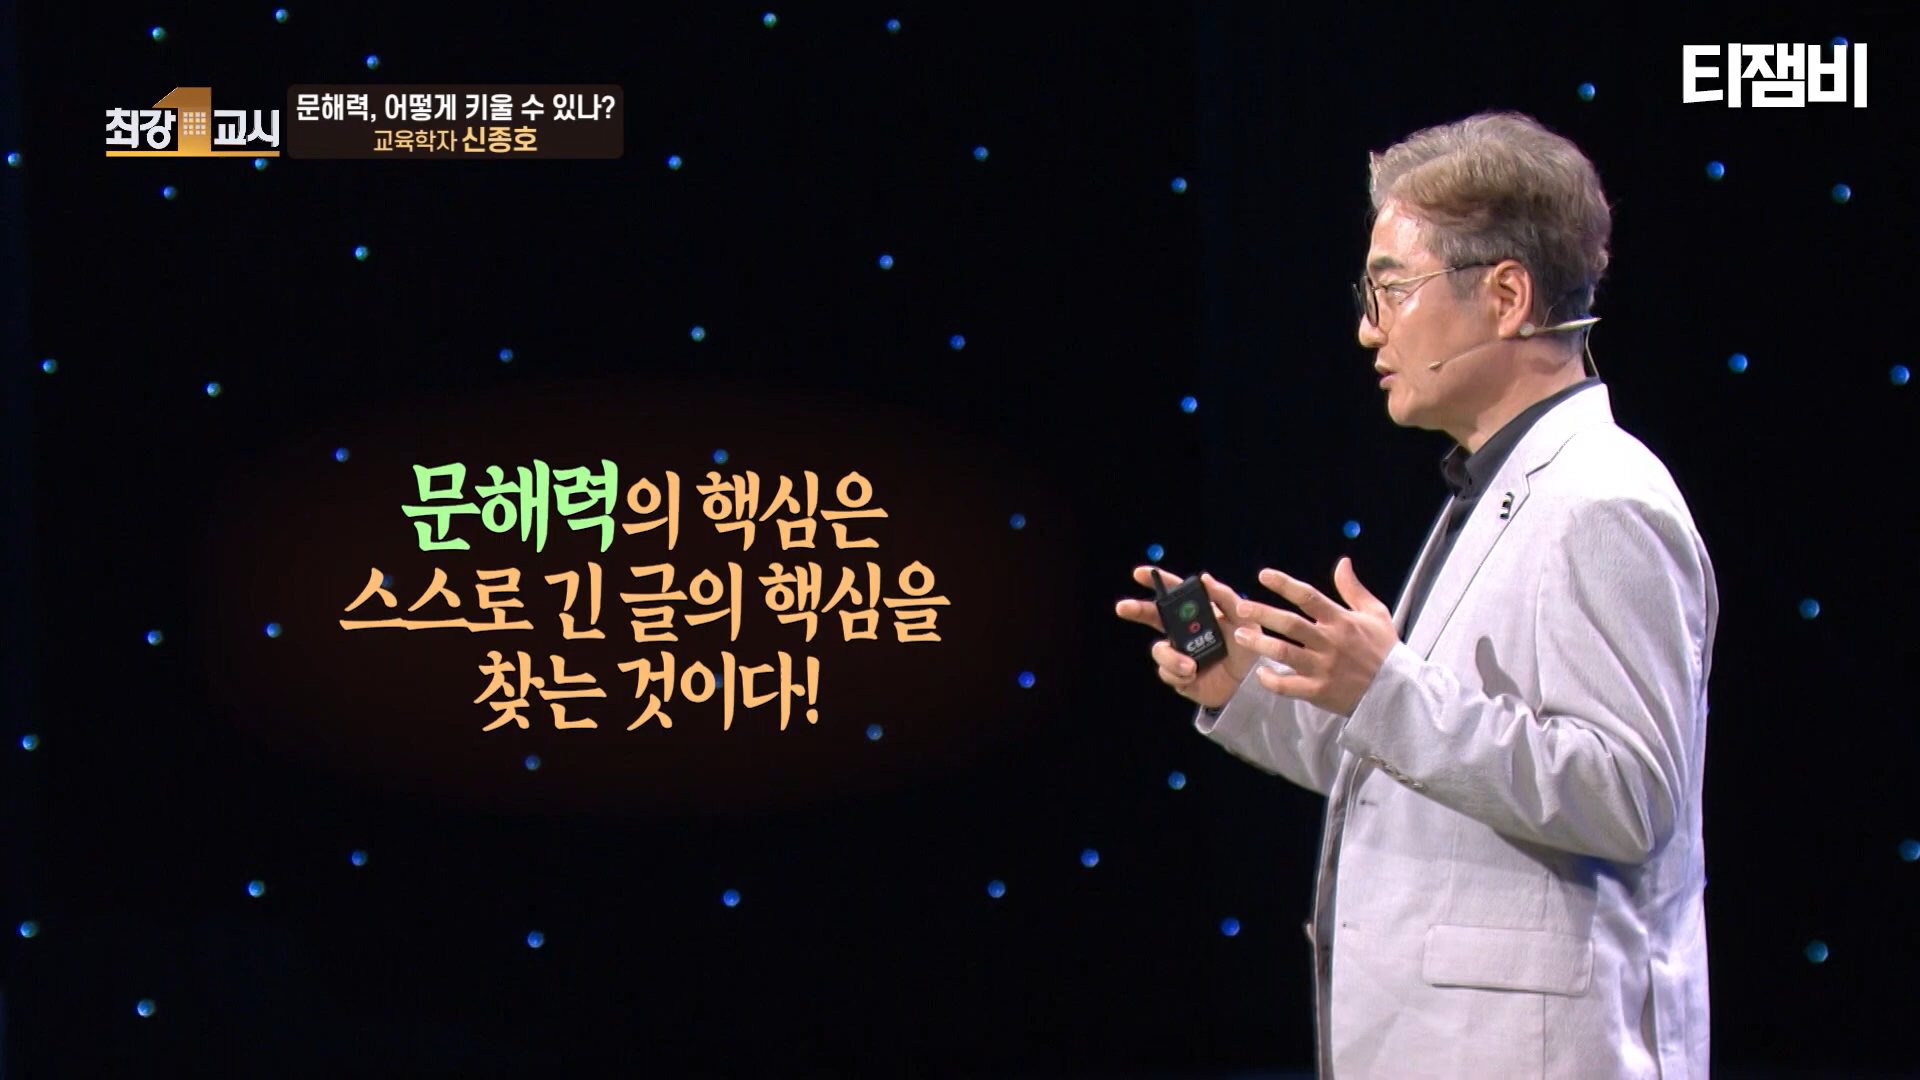 최강1교시
문해력, 어떻게 키울 수 있나?
교육학자 신종호
티잼비
문해력의 핵심은
스스로 긴 글의 핵심을
찾는 것이다!
cue